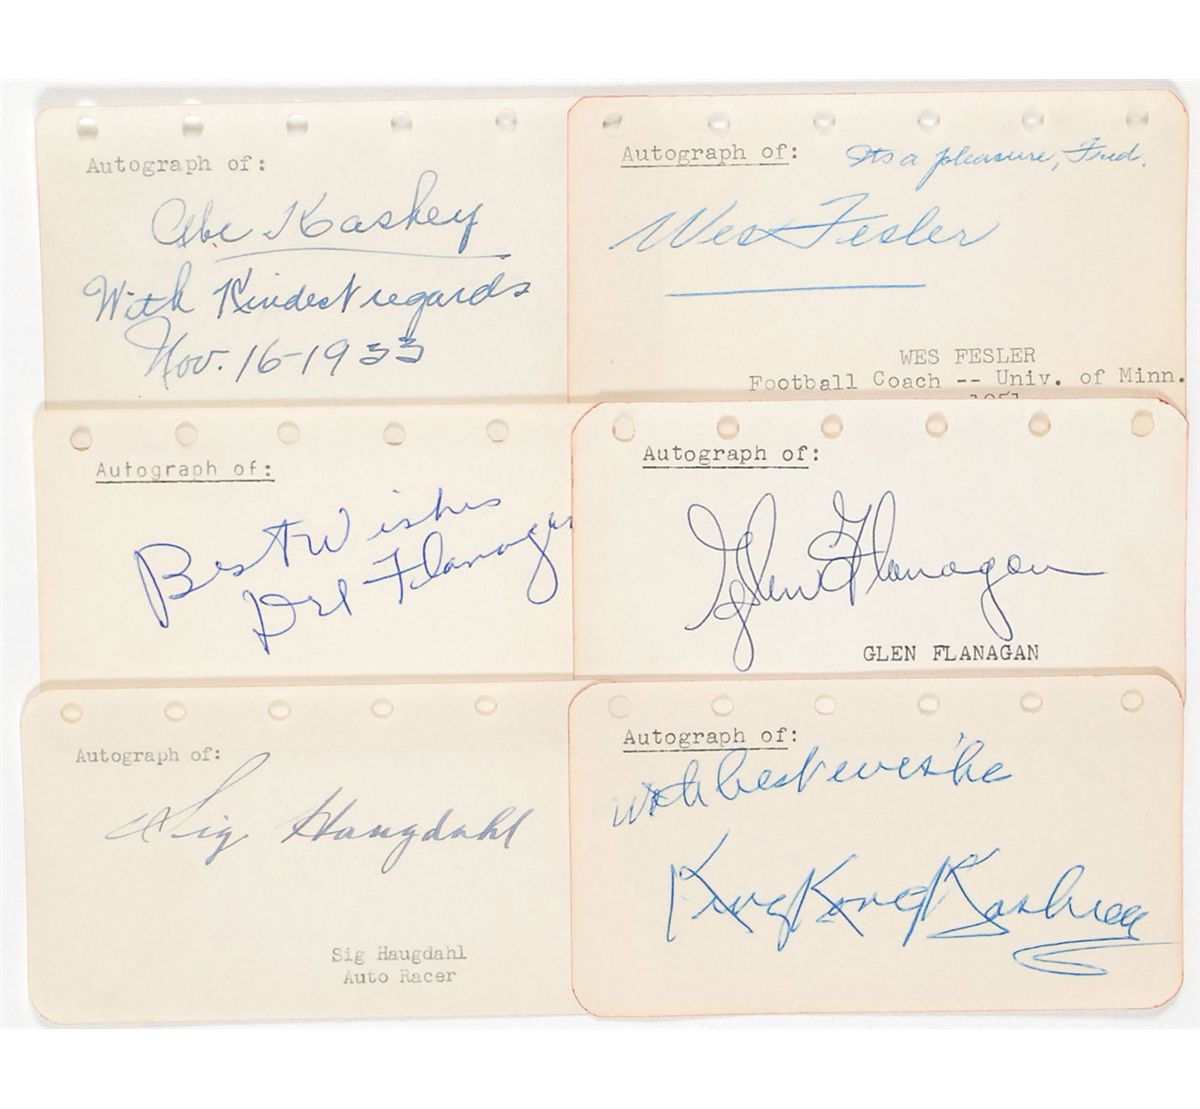 Autograph of:
Abe Kashey
With Kindest regards
Nov. 16-1933
Autograph of: Its a pleasure, Fred.
Wes Fesler
WES FESLER
Football Coach -- Univ. of Minn.
1951
Autograph of:
Best Wishes
Del Flanagan
Autograph of:
Glen Flanagan
GLEN FLANAGAN
Autograph of:
Sig Haugdahl
Sig Haugdahl
Auto Racer
Autograph of:
with best
King Kong Kashey